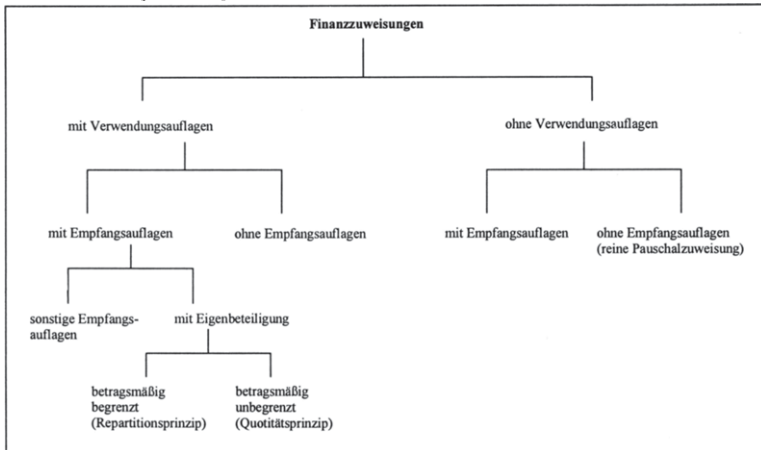 Finanzzuweisungen
mit Verwendungsauflagen
ohne Verwendungsauflagen
mit Empfangsauflagen
ohne Empfangsauflagen
mit Empfangsauflagen
ohne Empfangsauflagen
(reine Pauschalzuweisung)
sonstige Empfangs-
auflagen
mit Eigenbeteiligung
betragsmäßig
begrenzt
(Repartitionsprinzip)
betragsmäßig
unbegrenzt
(Quotitätsprinzip)